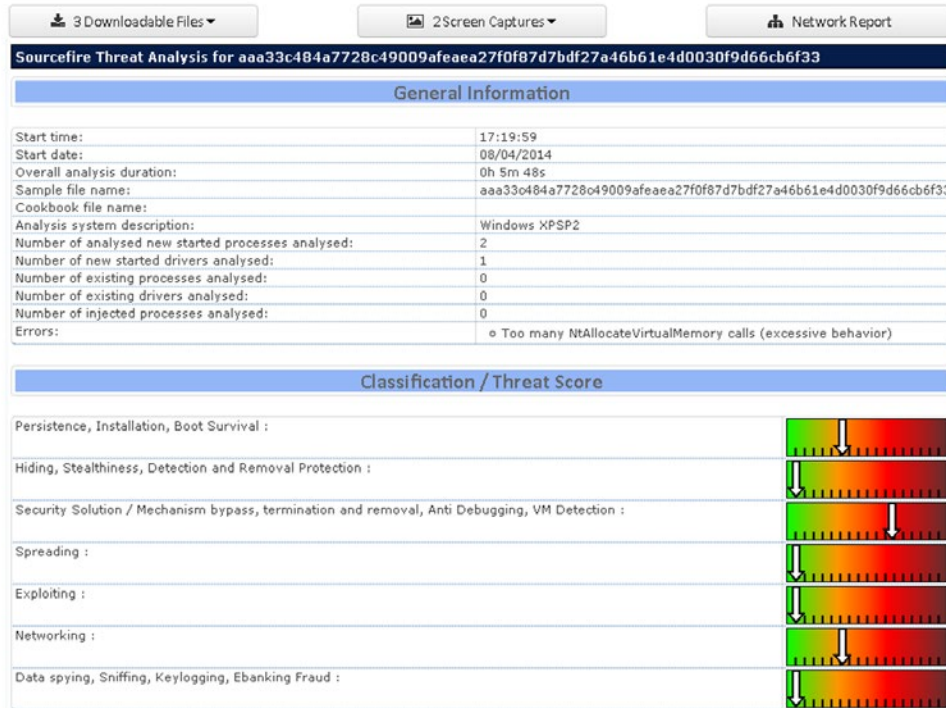 3 Downloadable Files
2 Screen Captures
Network Report
Sourcefire Threat Analysis for aaa33c484a7728c49009afeaea27f0f87d7bdf27a46b61e4d0030f9d66cb6f33
General Information
Start time: 17:19:59
Start date: 08/04/2014
Overall analysis duration: 0h 5m 48s
Sample file name: aaa33c484a7728c49009afeaea27f0f87d7bdf27a46b61e4d0030f9d66cb6f33
Cookbook file name:
Analysis system description: Windows XPSP2
Number of analysed new started processes analysed: 2
Number of new started drivers analysed: 1
Number of existing processes analysed: 0
Number of existing drivers analysed: 0
Number of injected processes analysed: 0
Errors: Too many NtAllocateVirtualMemory calls (excessive behavior)
Classification / Threat Score
Persistence, Installation, Boot Survival :
Hiding, Stealthiness, Detection and Removal Protection :
Security Solution / Mechanism bypass, termination and removal, Anti Debugging, VM Detection :
Spreading :
Exploiting :
Networking :
Data spying, Sniffing, Keylogging, Ebanking Fraud :